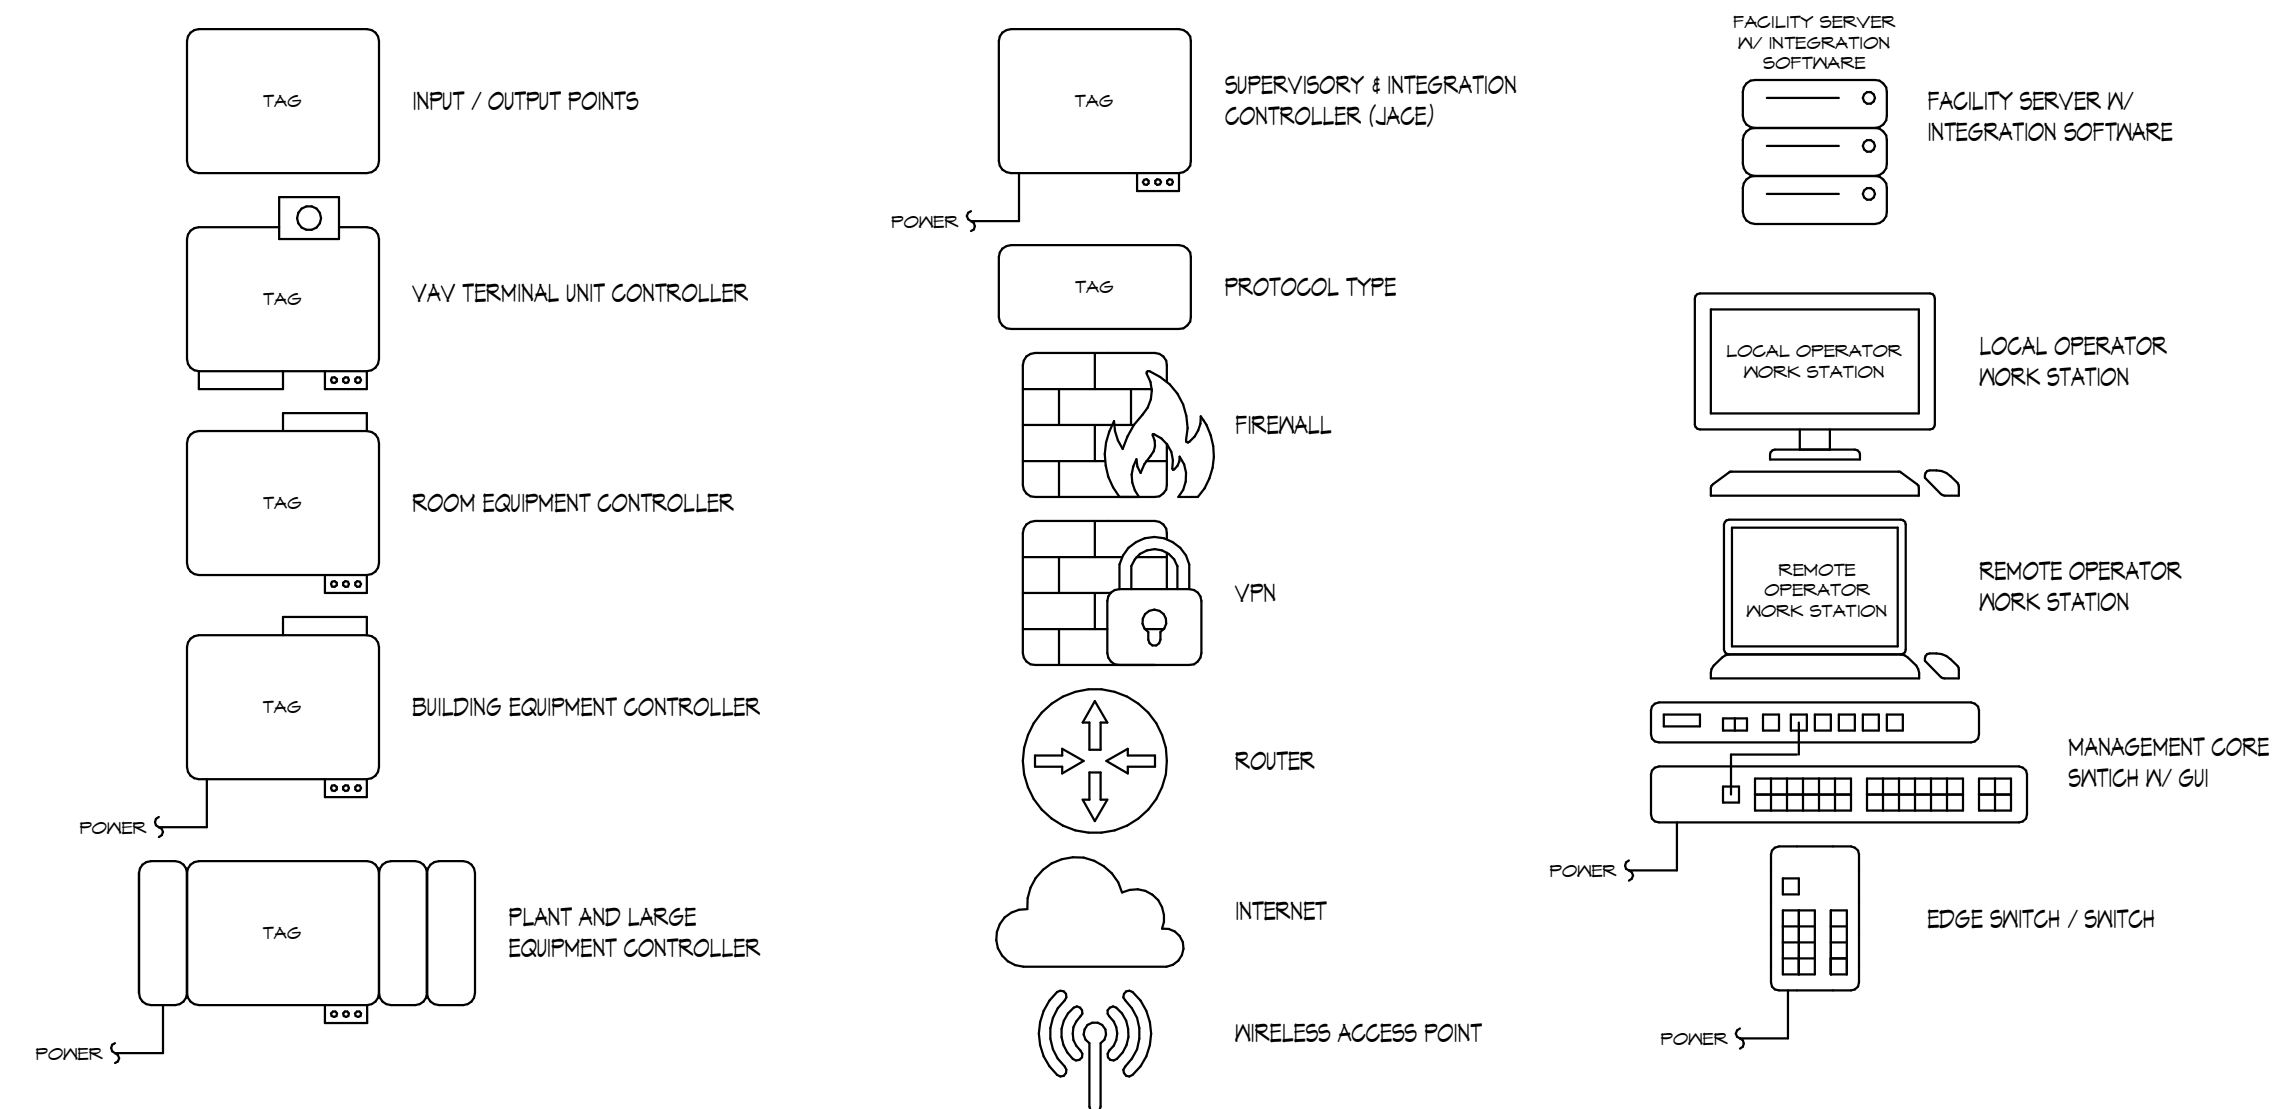 TAG
INPUT / OUTPUT POINTS
TAG
VAV TERMINAL UNIT CONTROLLER
TAG
ROOM EQUIPMENT CONTROLLER
TAG
BUILDING EQUIPMENT CONTROLLER
POWER
TAG
PLANT AND LARGE
EQUIPMENT CONTROLLER
POWER
TAG
SUPERVISORY & INTEGRATION
CONTROLLER (JACE)
POWER
TAG
PROTOCOL TYPE
FIREWALL
VPN
ROUTER
INTERNET
WIRELESS ACCESS POINT
FACILITY SERVER
W/ INTEGRATION
SOFTWARE
FACILITY SERVER W/
INTEGRATION SOFTWARE
LOCAL OPERATOR
WORK STATION
LOCAL OPERATOR
WORK STATION
REMOTE
OPERATOR
WORK STATION
REMOTE OPERATOR
WORK STATION
MANAGEMENT CORE
SWTICH W/ GUI
POWER
EDGE SWITCH / SWITCH
POWER